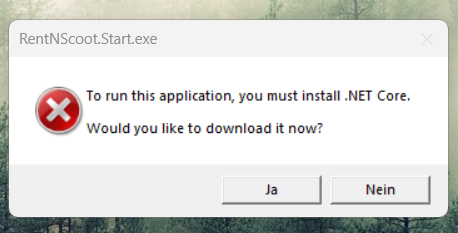 RentNScoot.Start.exe
To run this application, you must install .NET Core.
Would you like to download it now?
Ja
Nein